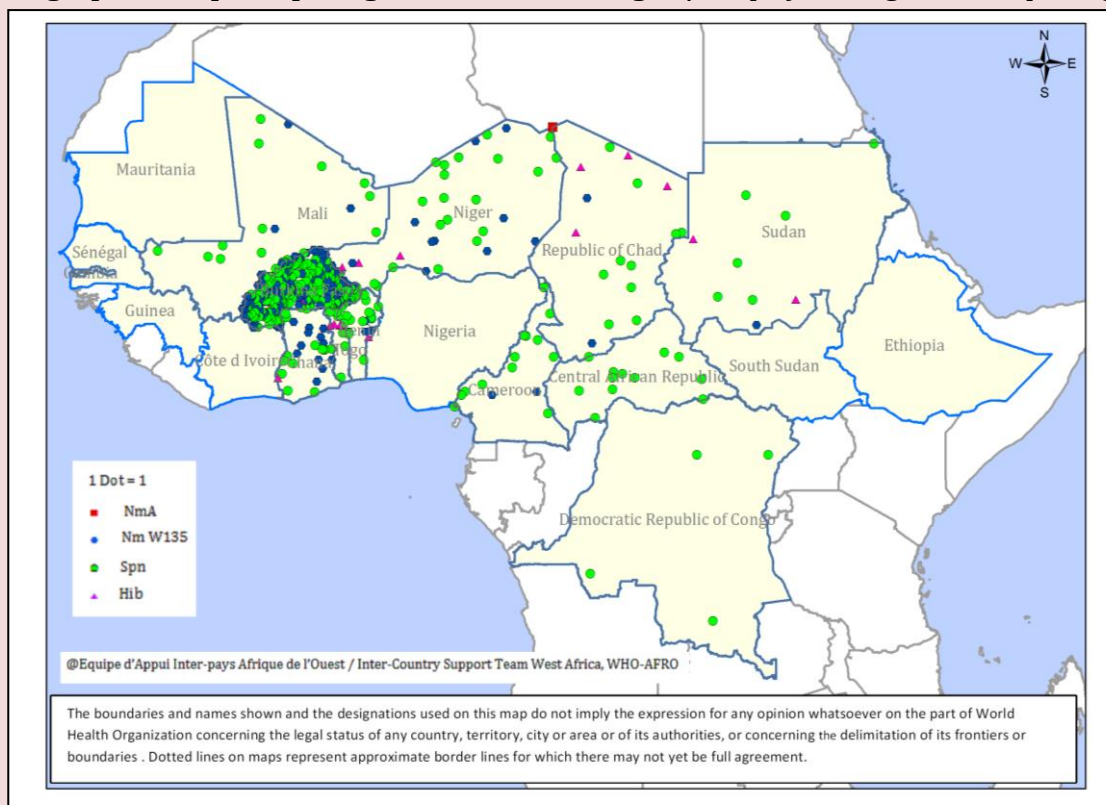 N
W E
S
Mauritania
Mali
Niger
Sudan
Republic of Chad
Sénégal
Guinea
Nigeria
Ethiopia
Côte d Ivoire
Togo
South Sudan
Central African Republic
Cameroon
Democratic Republic of Congo
1 Dot = 1
NmA
Nm W135
Spn
Hib
@Equipe d'Appui Inter-pays Afrique de l'Ouest / Inter-Country Support Team West Africa, WHO-AFRO
The boundaries and names shown and the designations used on this map do not imply the expression for any opinion whatsoever on the part of World
Health Organization concerning the legal status of any country, territory, city or area or of its authorities, or concerning the delimitation of its frontiers or
boundaries . Dotted lines on maps represent approximate border lines for which there may not yet be full agreement.